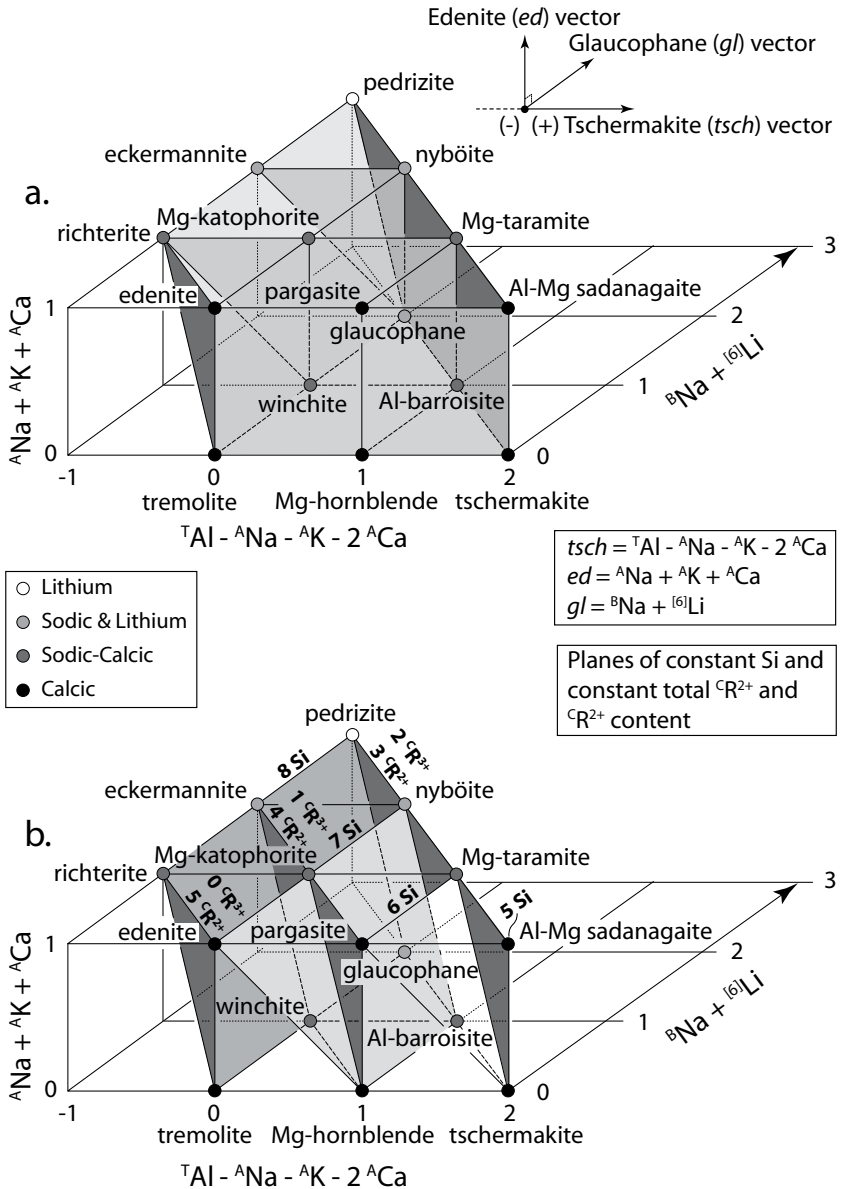 Edenite (ed) vector
Glaucophane (gl) vector
(-) (+) Tschermakite (tsch) vector
a.
pedrizite
eckermannite
nyböite
Mg-katophorite
richterite
Mg-taramite
3
edenite
pargasite
Al-Mg sadanagaite
1
glaucophane
2
ᴬNa + ᴬK + ᴬCa
winchite
Al-barroisite
1
ᴮNa + ⁽[6]⁾Li
0
0
-1
0
1
2
tremolite
Mg-hornblende
tschermakite
ᵀAl - ᴬNa - ᴬK - 2 ᴬCa
tsch = ᵀAl - ᴬNa - ᴬK - 2 ᴬCa
ed = ᴬNa + ᴬK + ᴬCa
gl = ᴮNa + [6]Li
Lithium
Sodic & Lithium
Sodic-Calcic
Calcic
Planes of constant Si and
constant total ᶜR²⁺ and
ᶜR²⁺ content
b.
pedrizite
8 Si
2 ᶜR³⁺
3 ᶜR²⁺
eckermannite
nyböite
1 ᶜR³⁺
4 ᶜR²⁺
7 Si
Mg-katophorite
richterite
Mg-taramite
0 ᶜR³⁺
5 ᶜR²⁺
6 Si
5 Si
3
edenite
pargasite
Al-Mg sadanagaite
1
glaucophane
2
ᴬNa + ᴬK + ᴬCa
winchite
Al-barroisite
1
ᴮNa + [6]Li
0
0
-1
0
1
2
tremolite
Mg-hornblende
tschermakite
ᵀAl - ᴬNa - ᴬK - 2 ᴬCa